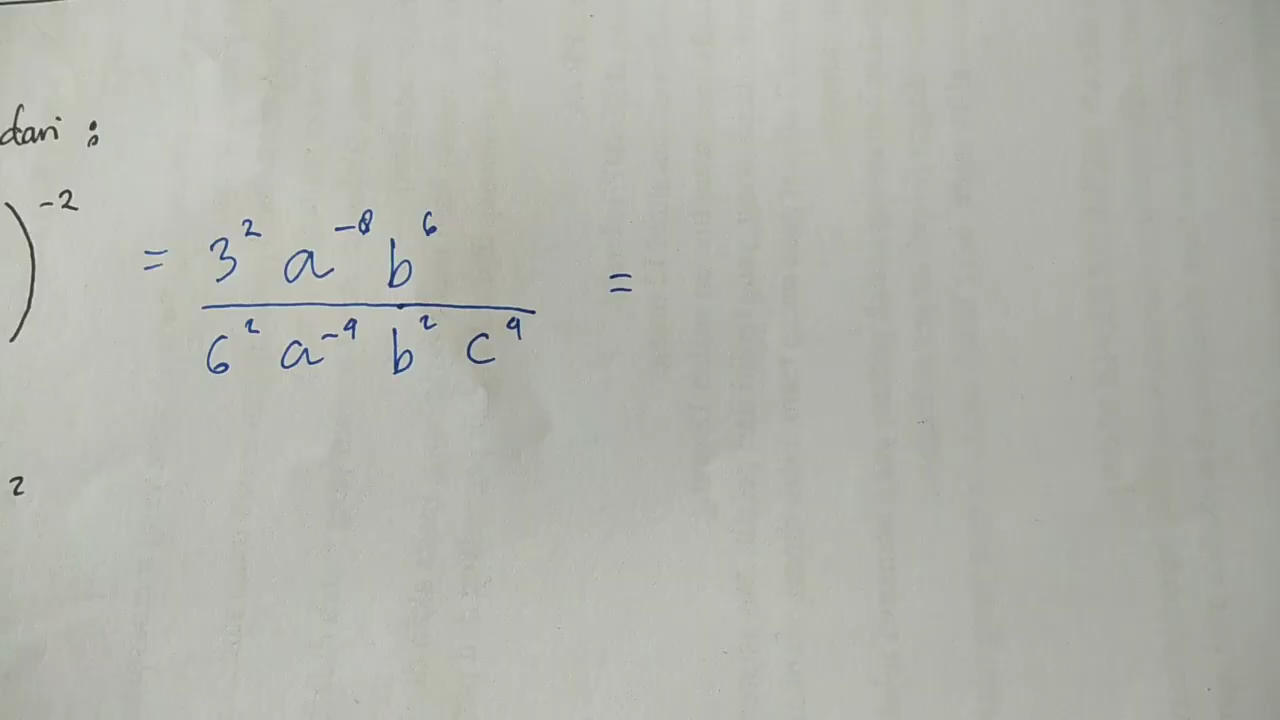 dari :
)^-2 = 3^2 a^-8 b^6 / 6^2 a^-4 b^2 c^4 =
2